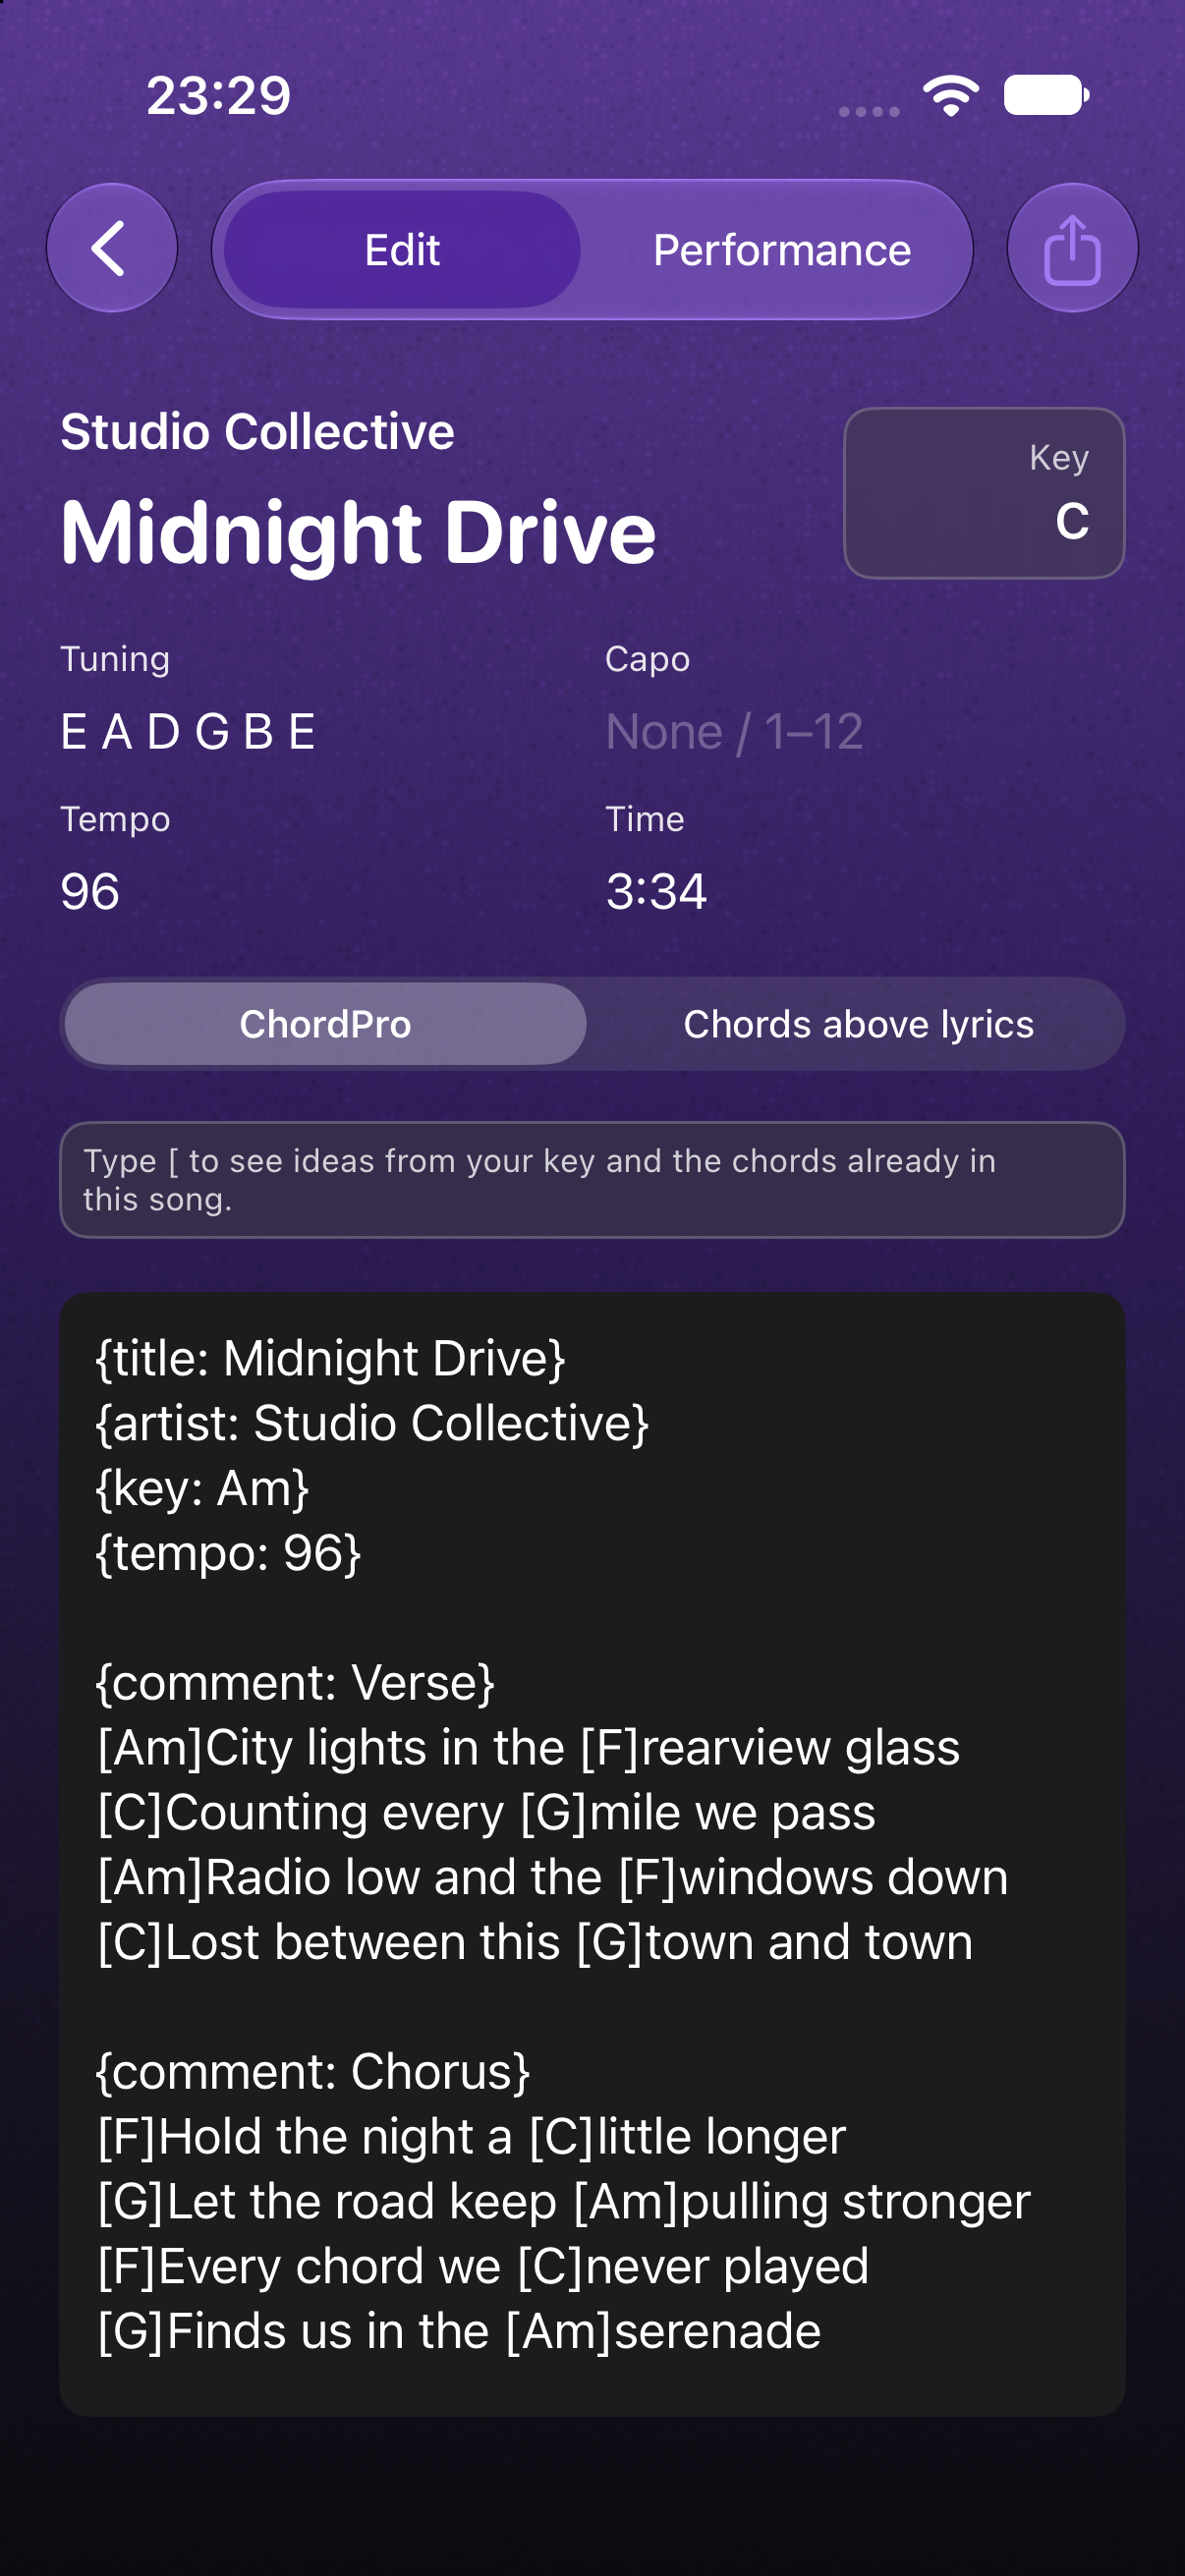 23:29
Edit
Performance
Studio Collective
Midnight Drive
Key
C
Tuning
Capo
E A D G B E
None / 1–12
Tempo
Time
96
3:34
ChordPro
Chords above lyrics
Type [ to see ideas from your key and the chords already in
this song.
{title: Midnight Drive}
{artist: Studio Collective}
{key: Am}
{tempo: 96}
{comment: Verse}
[Am]City lights in the [F]rearview glass
[C]Counting every [G]mile we pass
[Am]Radio low and the [F]windows down
[C]Lost between this [G]town and town
{comment: Chorus}
[F]Hold the night a [C]little longer
[G]Let the road keep [Am]pulling stronger
[F]Every chord we [C]never played
[G]Finds us in the [Am]serenade